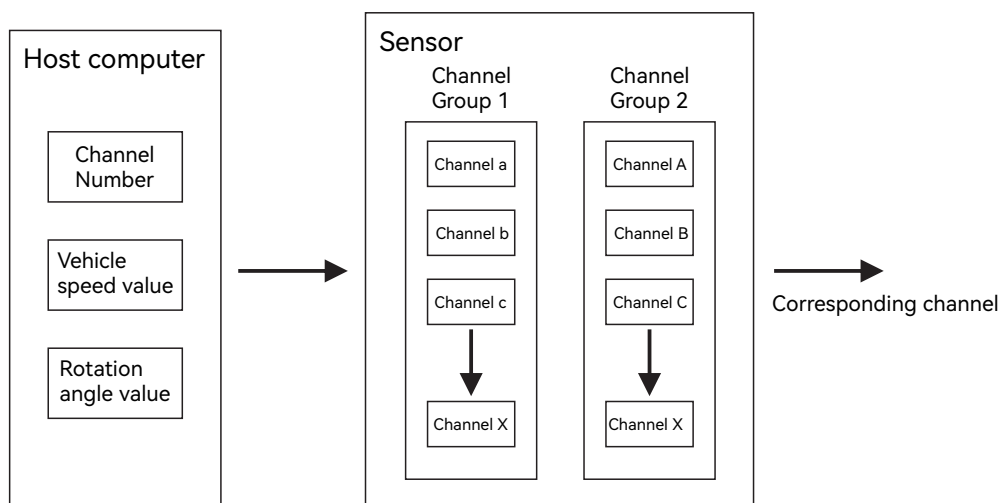 Host computer
Channel
Number
Vehicle
speed value
Rotation
angle value
Sensor
Channel
Group 1
Channel a
Channel b
Channel c
Channel X
Channel
Group 2
Channel A
Channel B
Channel C
Channel X
Corresponding channel